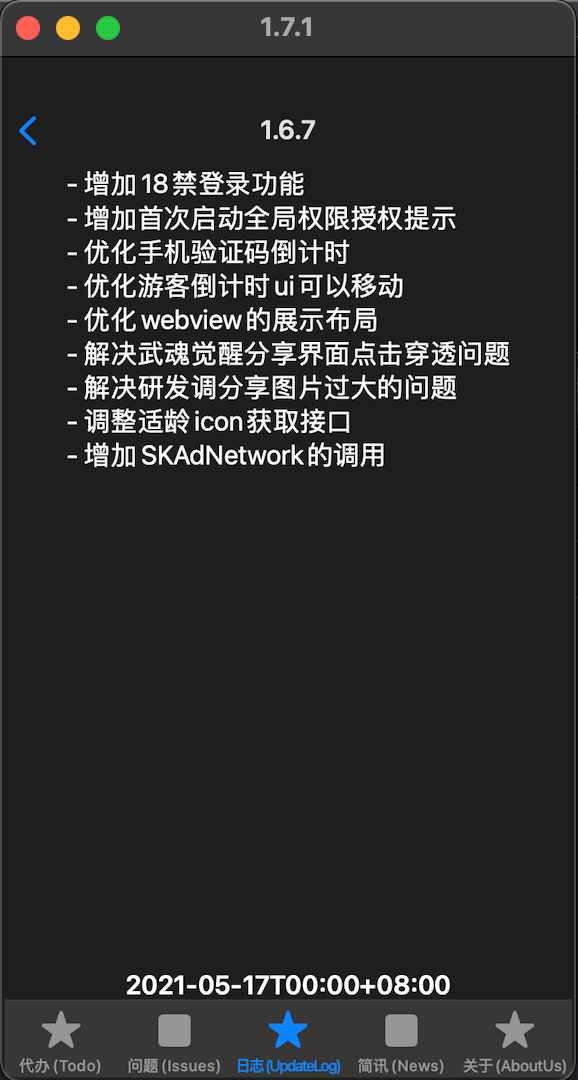 1.7.1
1.6.7
- 增加18禁登录功能
- 增加首次启动全局权限授权提示
- 优化手机验证码倒计时
- 优化游客倒计时ui可以移动
- 优化webview的展示布局
- 解决武魂觉醒分享界面点击穿透问题
- 解决研发调分享图片过大的问题
- 调整适龄icon获取接口
- 增加SKAdNetwork的调用
2021-05-17T00:00+08:00
代办(Todo) 问题(Issues) 日志(UpdateLog) 简讯(News) 关于(AboutUs)